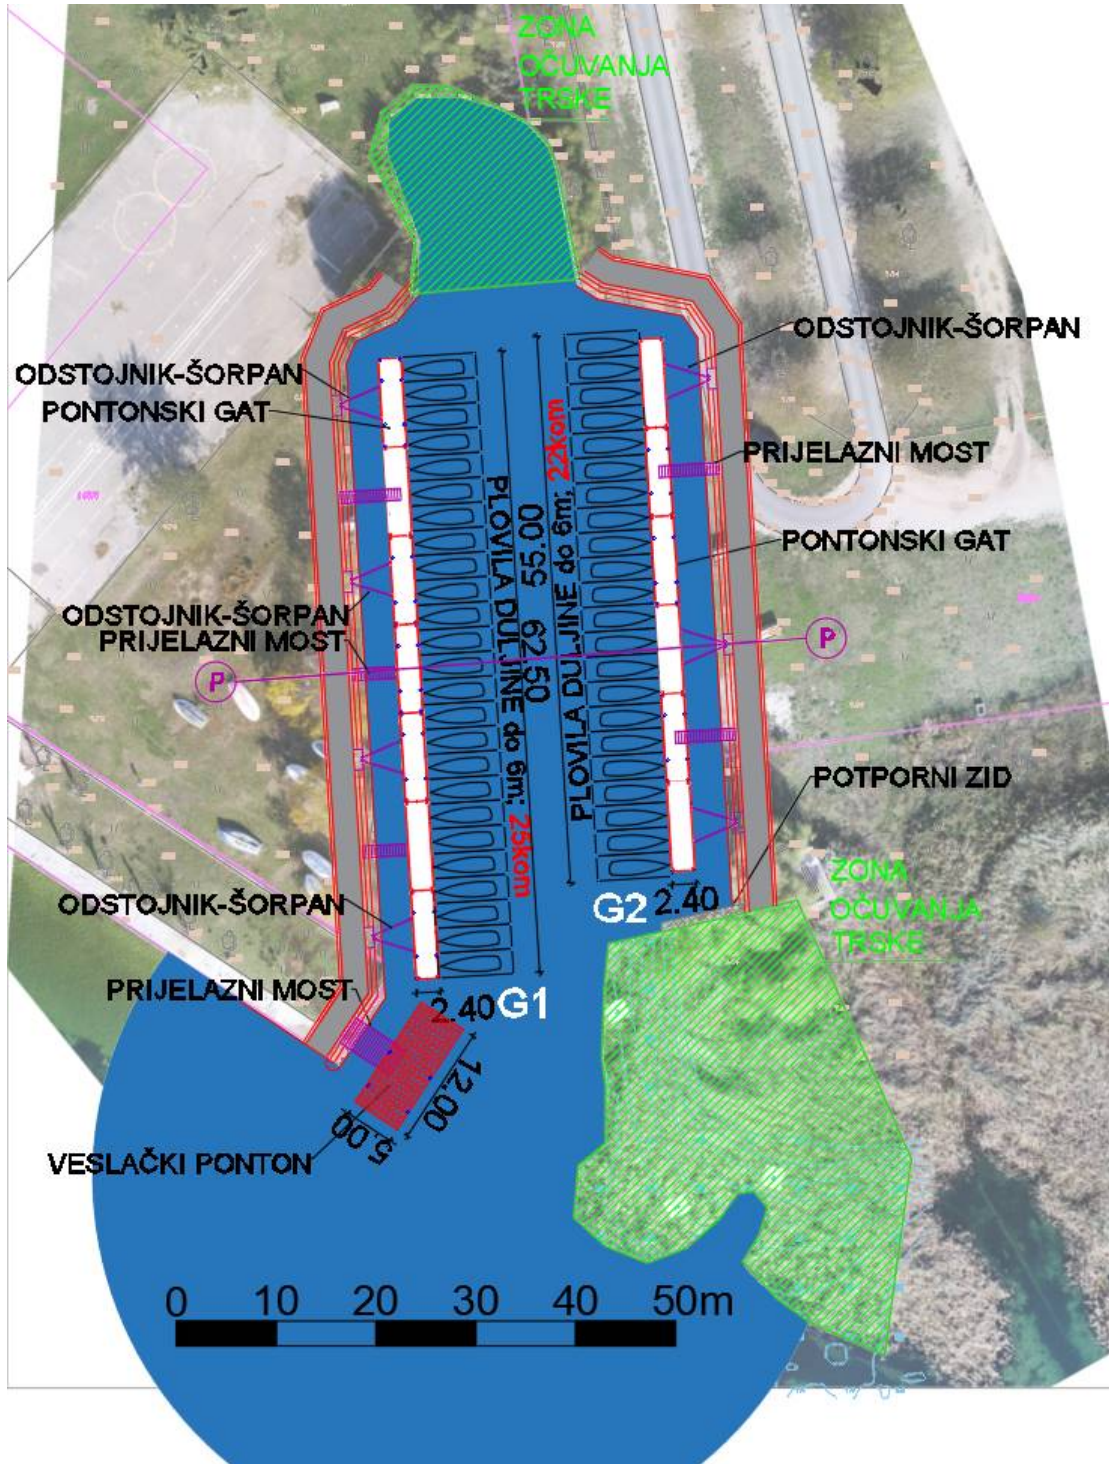 ZONA
OČUVANJA
TRSKE
ODSTOJNIK-ŠORPAN
ODSTOJNIK-ŠORPAN
PONTONSKI GAT
PRIJELAZNI MOST
PONTONSKI GAT
PLOVILA DULJINE do 6m: 25kom
55.00
62.50
PLOVILA DULJINE do 6m: 22kom
ODSTOJNIK-ŠORPAN
PRIJELAZNI MOST
P
P
POTPORNI ZID
ZONA
OČUVANJA
TRSKE
ODSTOJNIK-ŠORPAN
G2
2.40
PRIJELAZNI MOST
2.40
G1
12.00
5.00
VESLAČKI PONTON
0 10 20 30 40 50m